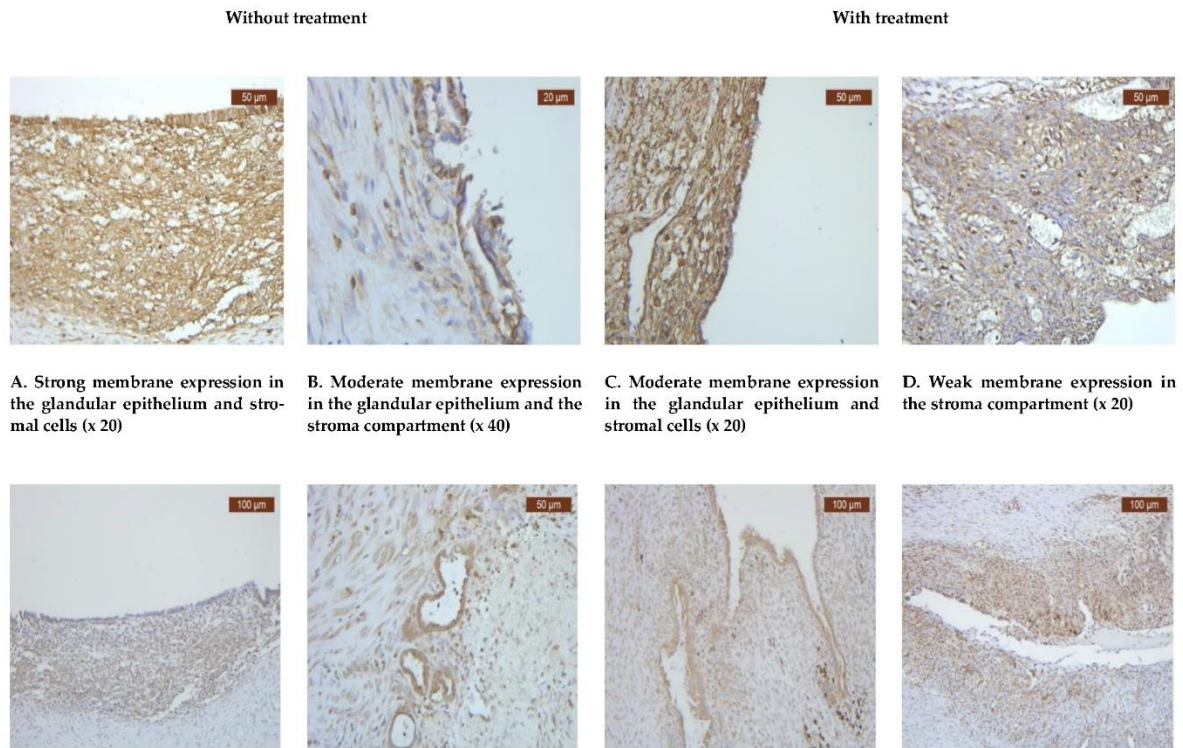 Without treatment
With treatment
50 µm
20 µm
50 µm
50 µm
A. Strong membrane expression in
the glandular epithelium and stro-
mal cells (x 20)
B. Moderate membrane expression
in the glandular epithelium and the
stroma compartment (x 40)
C. Moderate membrane expression
in the glandular epithelium and
stromal cells (x 20)
D. Weak membrane expression in
the stroma compartment (x 20)
100 µm
50 µm
100 µm
100 µm